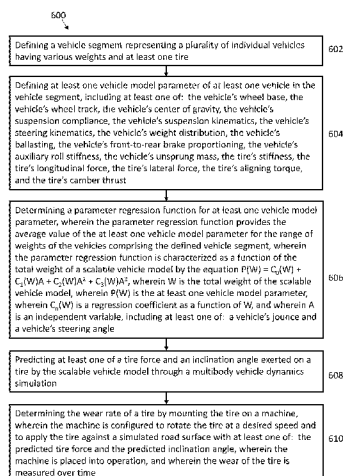 600
Defining a vehicle segment representing a plurality of individual vehicles
having various weights and at least one tire
602
Defining at least one vehicle model parameter of at least one vehicle in the
vehicle segment, including at least one of: the vehicle's wheel base, the
vehicle's wheel track, the vehicle's center of gravity, the vehicle's
suspension compliance, the vehicle's suspension kinematics, the vehicle's
steering kinematics, the vehicle's weight distribution, the vehicle's
ballasting, the vehicle's front-to-rear brake proportioning, the vehicle's
auxiliary roll stiffness, the vehicle's unsprung mass, the tire's stiffness, the
tire's longitudinal force, the tire's lateral force, the tire's aligning torque,
and the tire's camber thrust
604
Determining a parameter regression function for at least one vehicle model
parameter, wherein the parameter regression function provides the
average value of the at least one vehicle model parameter for the range of
weights of the vehicles comprising the defined vehicle segment, wherein
the parameter regression function is characterized as a function of the
total weight of a scalable vehicle model by the equation P(W) = C₀(W) +
C₁(W)A + C₂(W)A² + C₃(W)A³, wherein W is the total weight of the scalable
vehicle model, wherein P(W) is the at least one vehicle model parameter,
wherein Cₙ(W) is a regression coefficient as a function of W, and wherein A
is an independent variable, including at least one of: a vehicle's jounce and
a vehicle's steering angle
606
Predicting at least one of a tire force and an inclination angle exerted on a
tire by the scalable vehicle model through a multibody vehicle dynamics
simulation
608
Determining the wear rate of a tire by mounting the tire on a machine,
wherein the machine is configured to rotate the tire at a desired speed and
to apply the tire against a simulated road surface with at least one of: the
predicted tire force and the predicted inclination angle, wherein the
machine is placed into operation, and wherein the wear of the tire is
measured over time
610